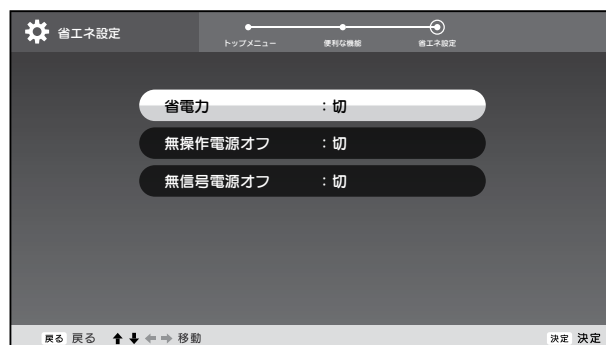 省エネ設定
トップメニュー 便利な機能 省エネ設定
省電力 : 切
無操作電源オフ : 切
無信号電源オフ : 切
戻る 戻る ↑ ↓ ← → 移動 決定 決定